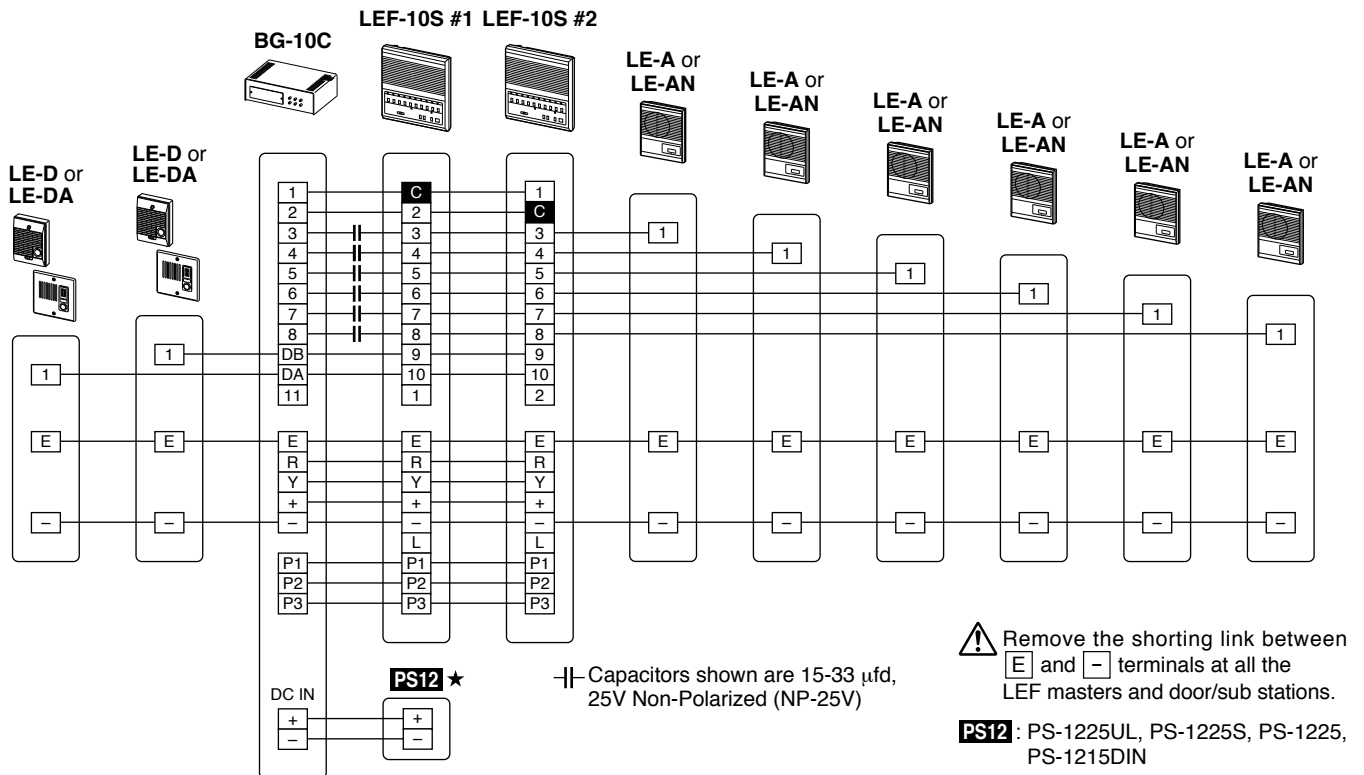 LEF-10S #1 LEF-10S #2
BG-10C
LE-A or
LE-AN
LE-A or
LE-AN
LE-A or
LE-AN
LE-A or
LE-AN
LE-A or
LE-AN
LE-A or
LE-AN
LE-D or
LE-DA
LE-D or
LE-DA
1 C 1
2 2 C
3 3 3 1
4 4 4 1
5 5 5 1
6 6 6 1
7 7 7 1
8 8 8 1
1 DB 9 9
1 DA 10 10
11 1 2
E E E E E E E E E E E
R R R
Y Y Y
+ + +
– – – – – – – – – – –
L L
P1 P1 P1
P2 P2 P2
P3 P3 P3
DC IN
+ +
– –
PS12 ★
Capacitors shown are 15-33 µfd,
25V Non-Polarized (NP-25V)
Remove the shorting link between
E and – terminals at all the
LEF masters and door/sub stations.
PS12 : PS-1225UL, PS-1225S, PS-1225,
PS-1215DIN